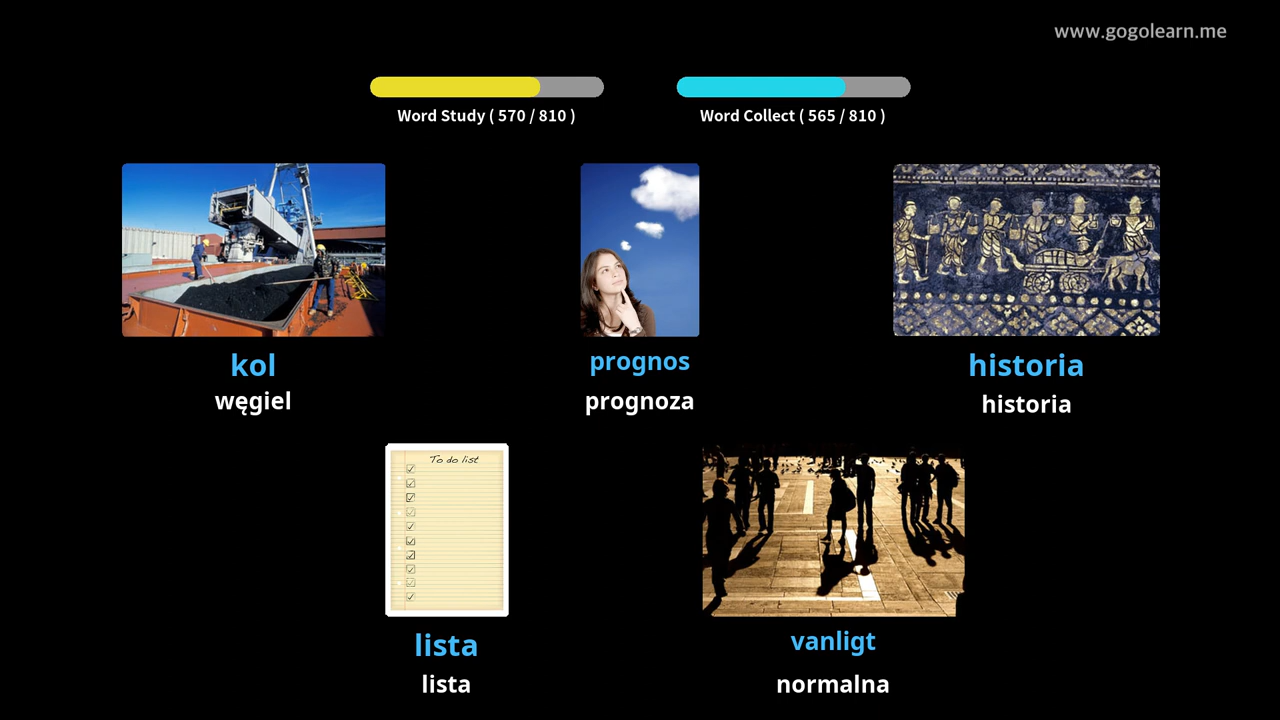 www.gogolearn.me
Word Study ( 570 / 810 )
Word Collect ( 565 / 810 )
kol
węgiel
prognos
prognoza
historia
historia
To do list
lista
lista
vanligt
normalna